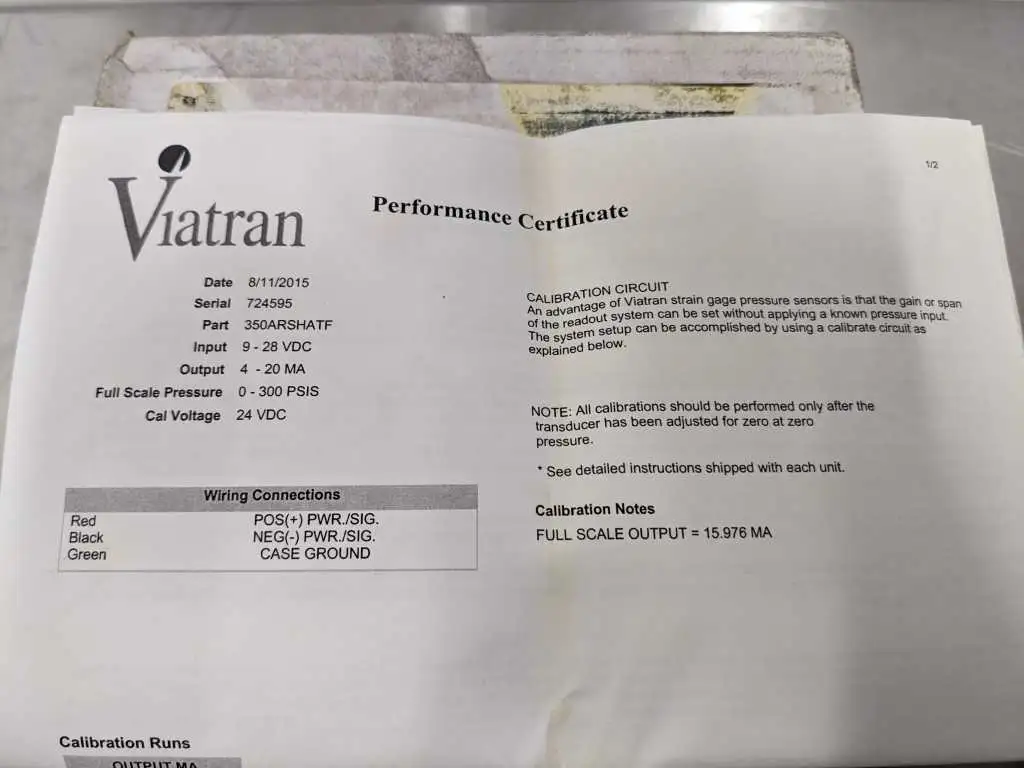 Viatran
Performance Certificate
1/2
Date 8/11/2015
Serial 724595
Part 350ARSHATF
Input 9 - 28 VDC
Output 4 - 20 MA
Full Scale Pressure 0 - 300 PSIS
Cal Voltage 24 VDC
Wiring Connections
Red POS(+) PWR./SIG.
Black NEG(-) PWR./SIG.
Green CASE GROUND
CALIBRATION CIRCUIT
An advantage of Viatran strain gage pressure sensors is that the gain or span
of the readout system can be set without applying a known pressure input.
The system setup can be accomplished by using a calibrate circuit as
explained below.
NOTE: All calibrations should be performed only after the
transducer has been adjusted for zero at zero
pressure.
* See detailed instructions shipped with each unit.
Calibration Notes
FULL SCALE OUTPUT = 15.976 MA
Calibration Runs
OUTPUT MA